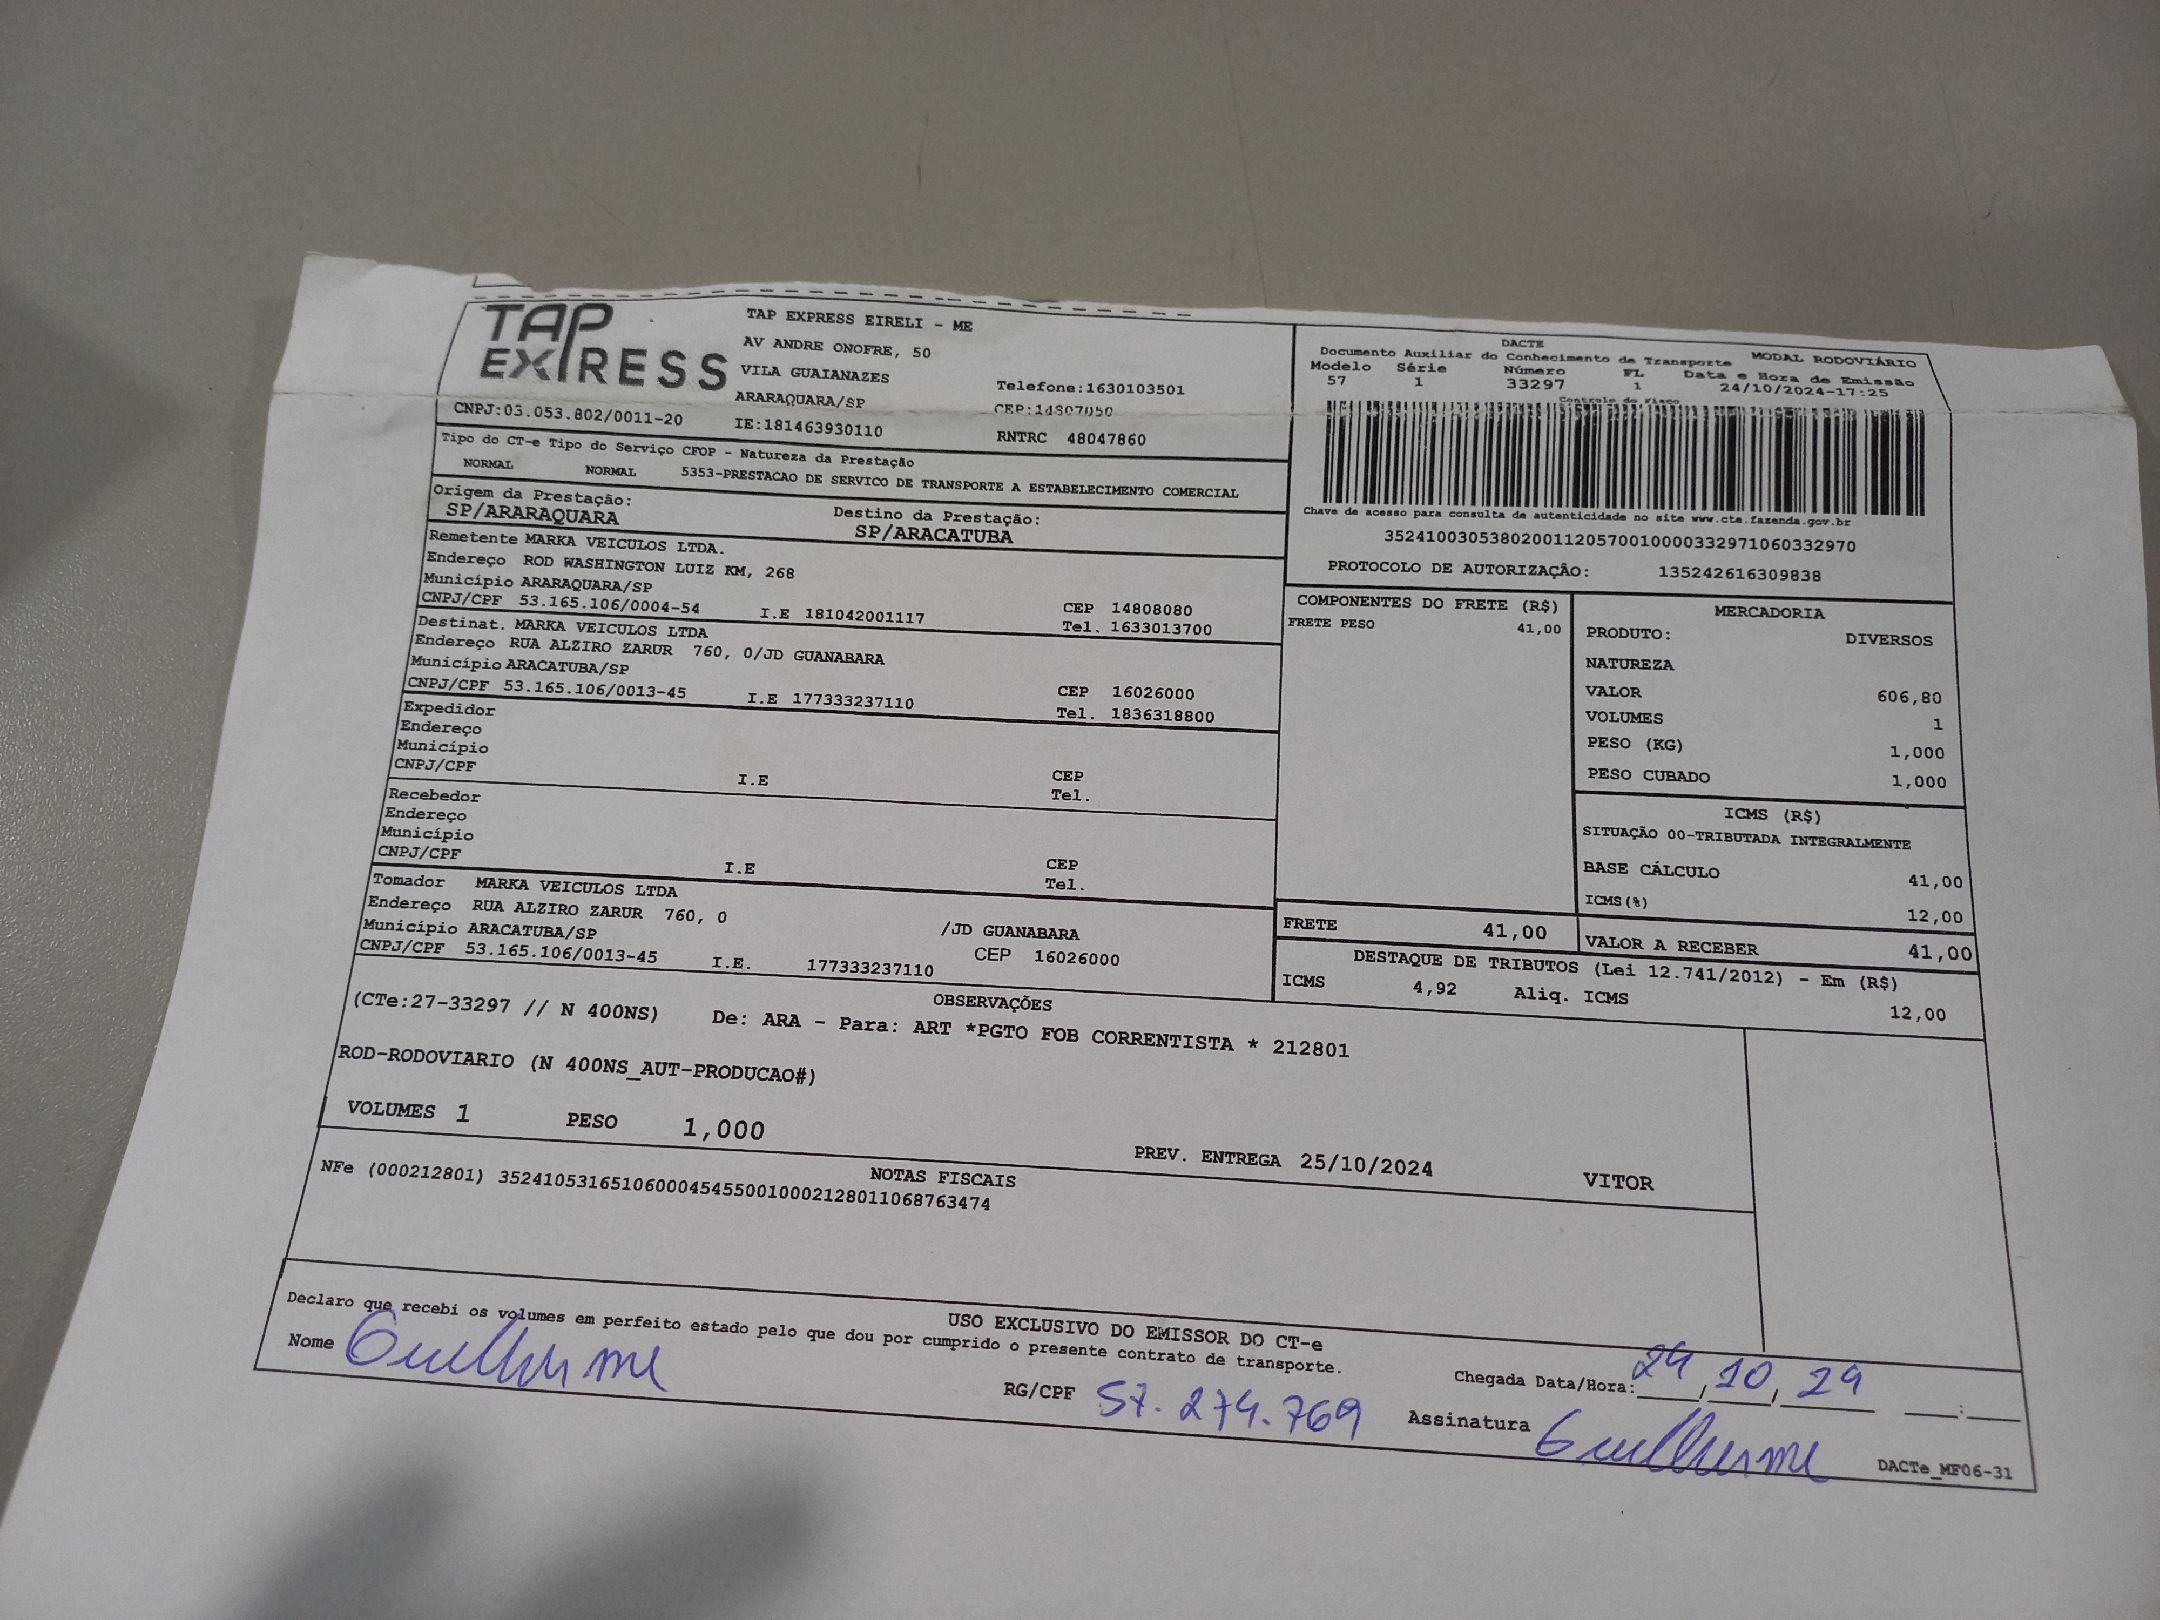 TAP
EXPRESS
TAP EXPRESS EIRELI - ME
AV ANDRE ONOFRE, 50
VILA GUAIANAZES
ARARAQUARA/SP
Telefone:1630103501
CEP:14807050
CNPJ:03.053.802/0011-20 IE:181463930110 RNTRC 48047860
Tipo do CT-e Tipo do Serviço CFOP - Natureza da Prestação
NORMAL NORMAL 5353-PRESTACAO DE SERVICO DE TRANSPORTE A ESTABELECIMENTO COMERCIAL
Origem da Prestação: Destino da Prestação:
SP/ARARAQUARA SP/ARACATUBA
DACTE
Documento Auxiliar do Conhecimento de Transporte MODAL RODOVIÁRIO
Modelo Série Número FL Data e Hora de Emissão
57 1 33297 1 24/10/2024-17:25
Controle do Fisco
Chave de acesso para consulta de autenticidade no site www.cte.fazenda.gov.br
35241003053802001120570010000332971060332970
PROTOCOLO DE AUTORIZAÇÃO: 135242616309838
Remetente MARKA VEICULOS LTDA.
Endereço ROD WASHINGTON LUIZ KM, 268
Município ARARAQUARA/SP CEP 14808080
CNPJ/CPF 53.165.106/0004-54 I.E 181042001117 Tel. 1633013700
Destinat. MARKA VEICULOS LTDA
Endereço RUA ALZIRO ZARUR 760, 0/JD GUANABARA
Município ARACATUBA/SP CEP 16026000
CNPJ/CPF 53.165.106/0013-45 I.E 177333237110 Tel. 1836318800
Expedidor
Endereço
Município CEP
CNPJ/CPF I.E Tel.
Recebedor
Endereço
Município CEP
CNPJ/CPF I.E Tel.
Tomador MARKA VEICULOS LTDA
Endereço RUA ALZIRO ZARUR 760, 0 /JD GUANABARA
Município ARACATUBA/SP CEP 16026000
CNPJ/CPF 53.165.106/0013-45 I.E. 177333237110
COMPONENTES DO FRETE (R$)
FRETE PESO 41,00
MERCADORIA
PRODUTO: DIVERSOS
NATUREZA
VALOR 606,80
VOLUMES 1
PESO (KG) 1,000
PESO CUBADO 1,000
ICMS (R$)
SITUAÇÃO 00-TRIBUTADA INTEGRALMENTE
BASE CÁLCULO 41,00
ICMS(%) 12,00
FRETE 41,00 VALOR A RECEBER 41,00
DESTAQUE DE TRIBUTOS (Lei 12.741/2012) - Em (R$)
ICMS 4,92 Aliq. ICMS 12,00
OBSERVAÇÕES
(CTe:27-33297 // N 400NS) De: ARA - Para: ART *PGTO FOB CORRENTISTA * 212801
ROD-RODOVIARIO (N 400NS_AUT-PRODUCAO#)
VOLUMES 1 PESO 1,000 PREV. ENTREGA 25/10/2024 VITOR
NOTAS FISCAIS
NFe (000212801) 35241053165106000454550010002128011068763474
USO EXCLUSIVO DO EMISSOR DO CT-e
Declaro que recebi os volumes em perfeito estado pelo que dou por cumprido o presente contrato de transporte.
Nome Guilherme RG/CPF 57.274.769 Chegada Data/Hora: 24/10/24 __:__
Assinatura Guilherme
DACTe_MF06-31